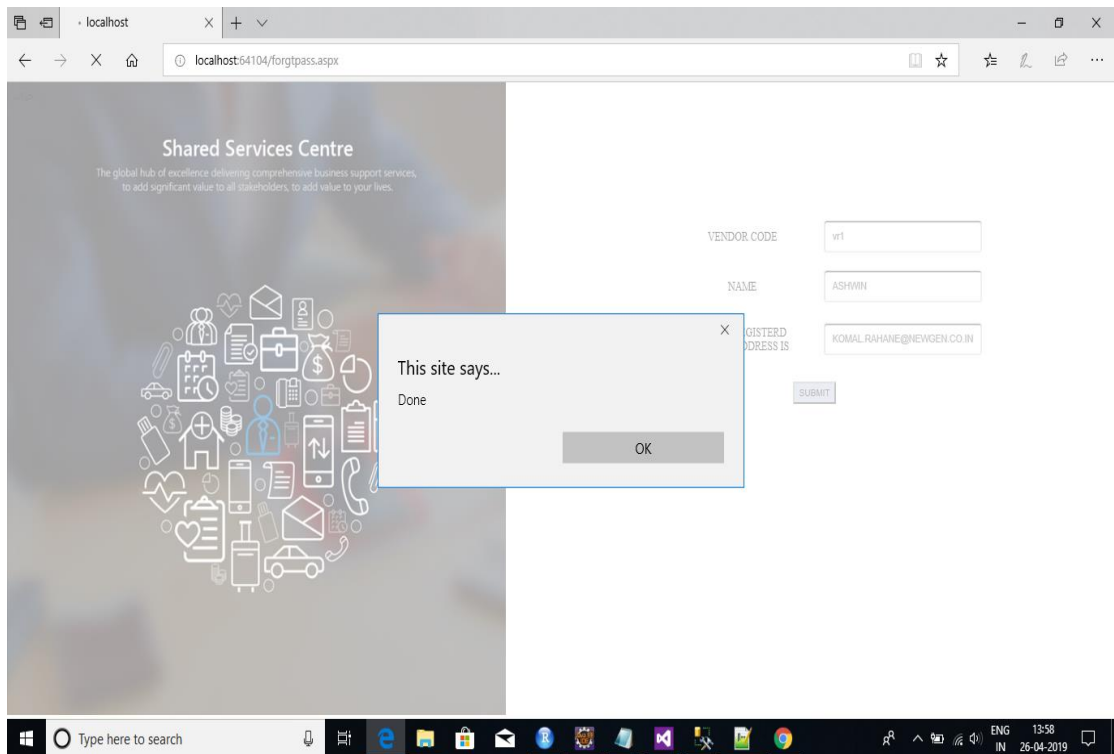 localhost
localhost:64104/forgtpass.aspx
Shared Services Centre
The global hub of excellence delivering comprehensive business support services,
to add significant value to all stakeholders, to add value to your lives.
VENDOR CODE
vr1
NAME
ASHWIN
GISTERD
DDRESS IS
KOMAL.RAHANE@NEWGEN.CO.IN
SUBMIT
This site says...
Done
OK
Type here to search
ENG
IN
13:58
26-04-2019